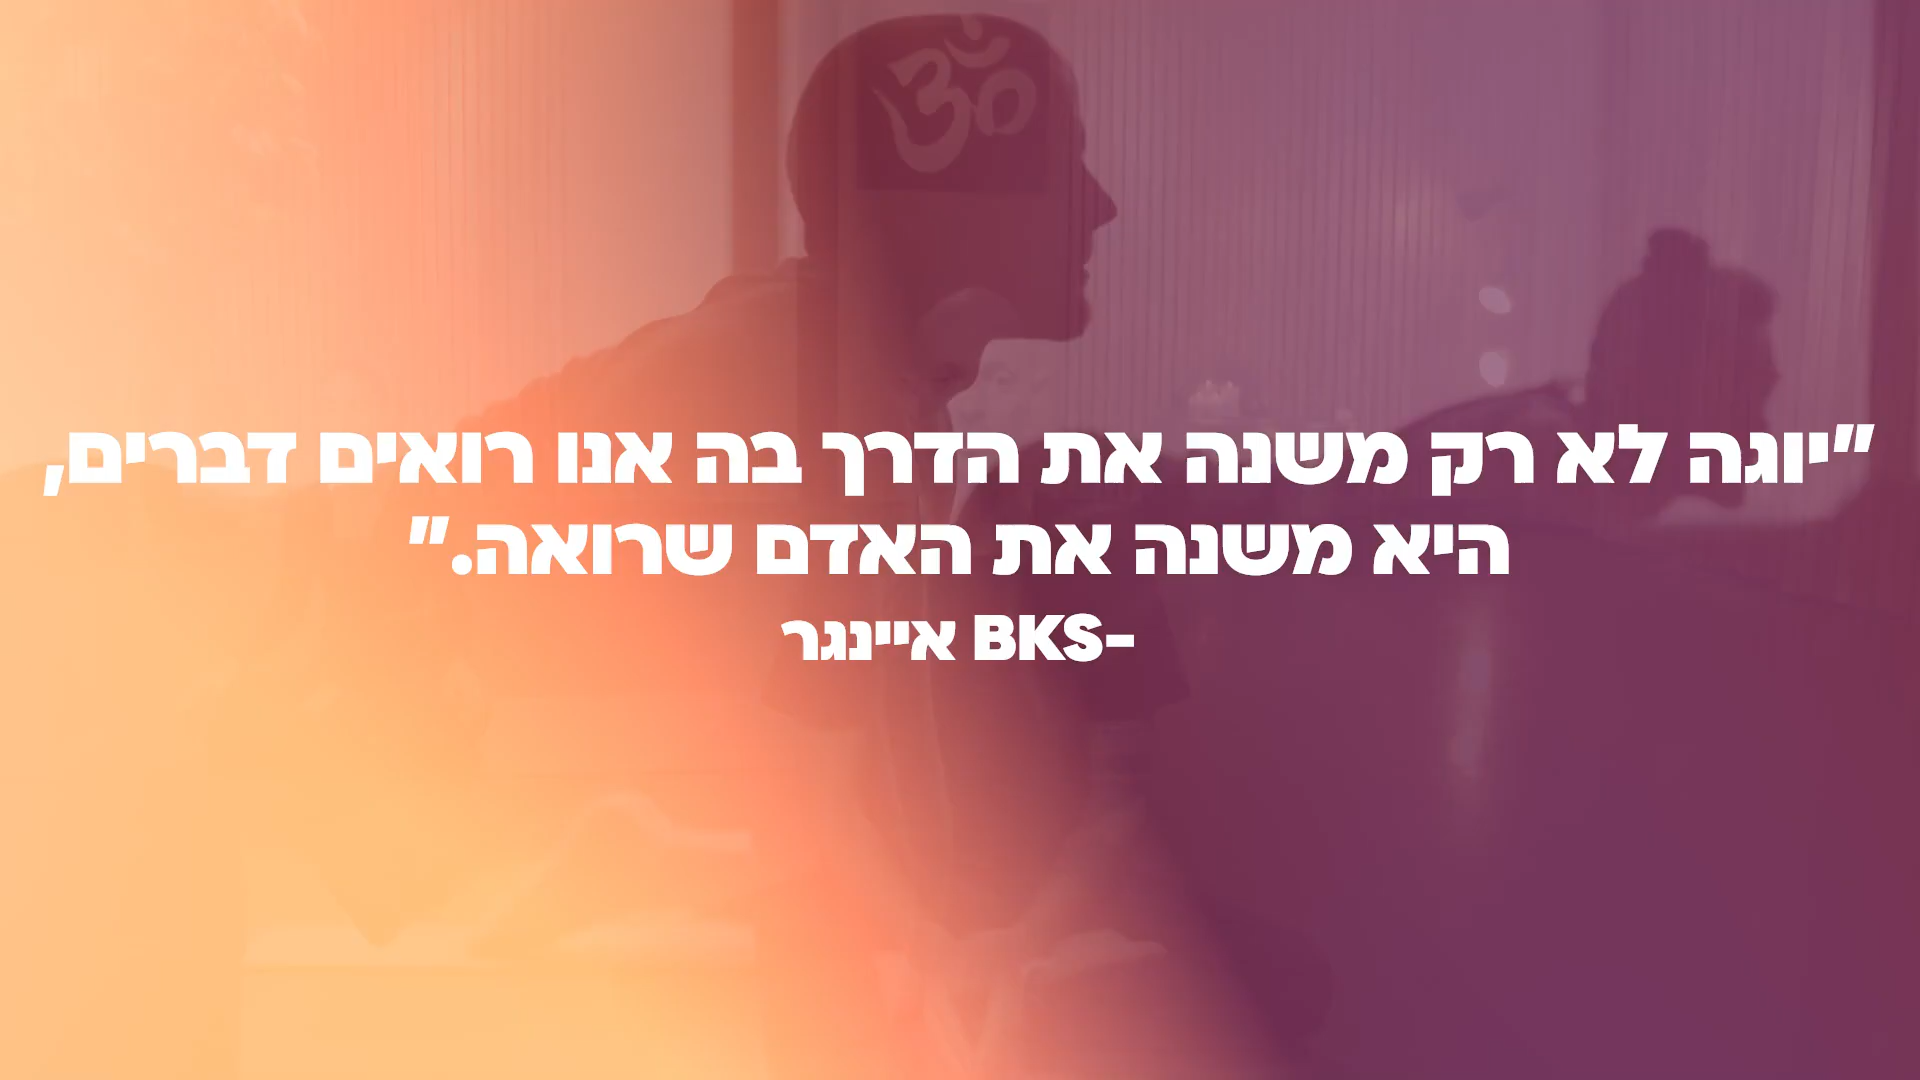 "יוגה לא רק משנה את הדרך בה אנו רואים דברים,
היא משנה את האדם שרואה."
-BKS איינגר
ॐ